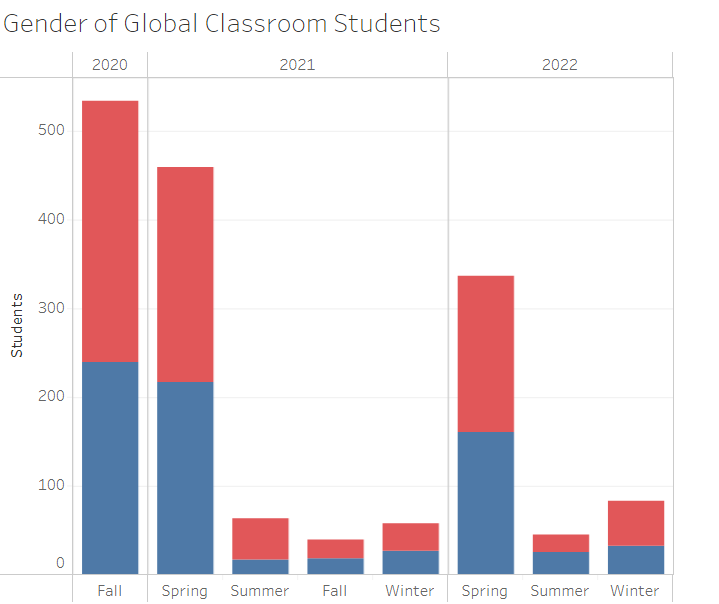 Gender of Global Classroom Students
2020 2021 2022
500
400
300
200
100
0
Students
Fall Spring Summer Fall Winter Spring Summer Winter